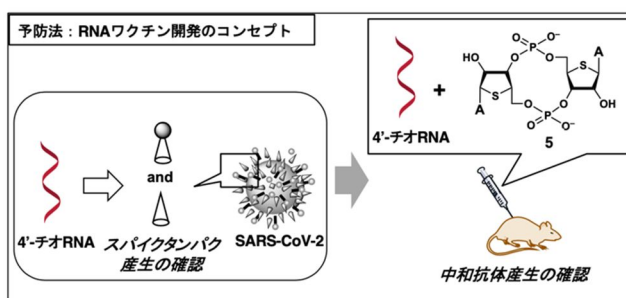 予防法：RNAワクチン開発のコンセプト
4'-チオRNA
and
スパイクタンパク
産生の確認
SARS-CoV-2
4'-チオRNA
+
HO
O
O
P
O⁻
O
S
A
S
A
O
O
P
O
O⁻
O
OH
5
中和抗体産生の確認